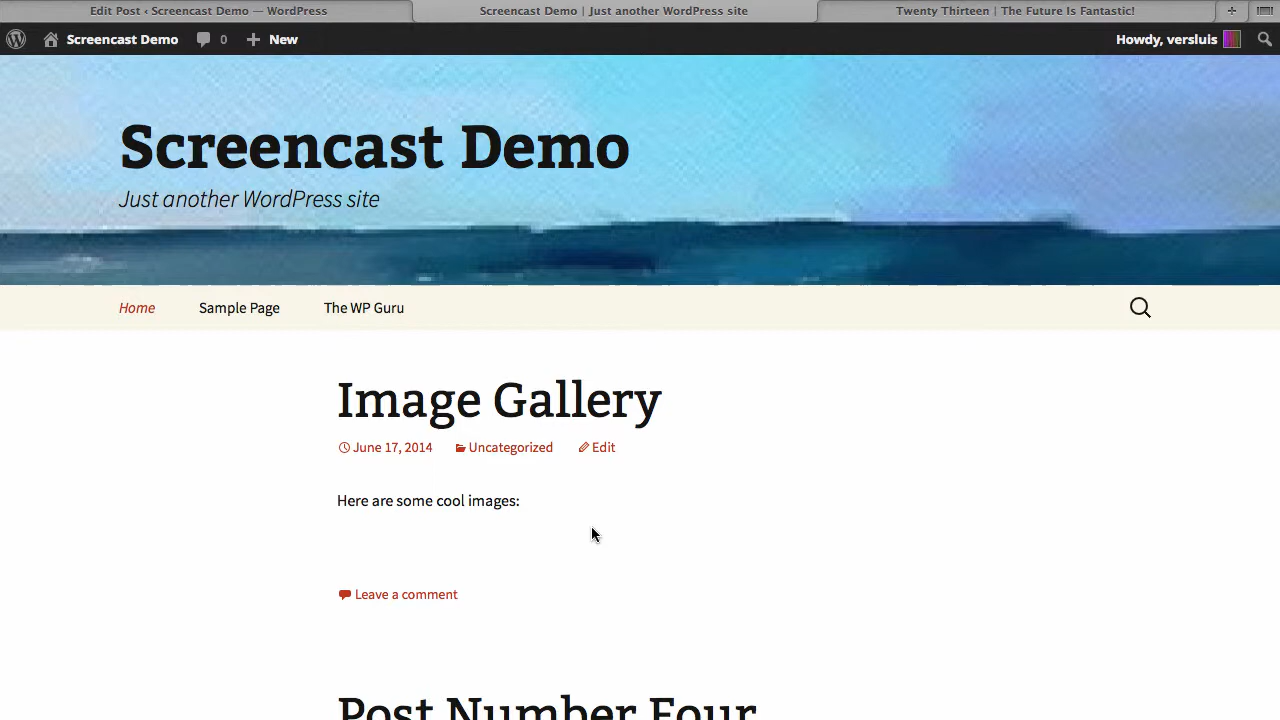 Edit Post ‹ Screencast Demo — WordPress
Screencast Demo | Just another WordPress site
Twenty Thirteen | The Future Is Fantastic!
Screencast Demo
0
New
Howdy, versluis
Screencast Demo
Just another WordPress site
Home
Sample Page
The WP Guru
Image Gallery
June 17, 2014
Uncategorized
Edit
Here are some cool images:
Leave a comment
Post Number Four